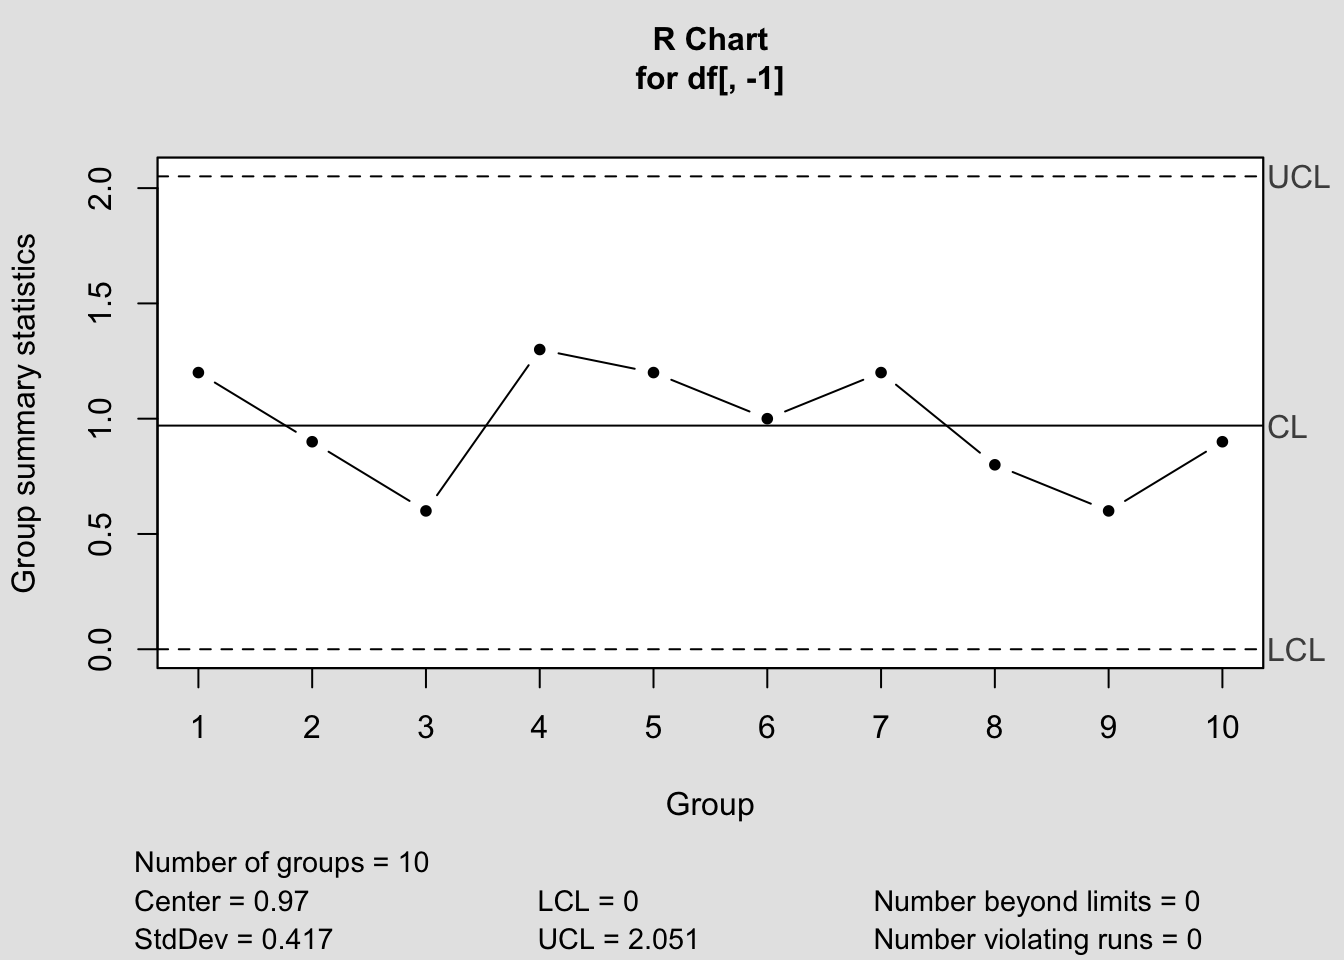 R Chart
for df[, -1]
Group summary statistics
2.0
1.5
1.0
0.5
0.0
UCL
CL
LCL
1 2 3 4 5 6 7 8 9 10
Group
Number of groups = 10
Center = 0.97 LCL = 0 Number beyond limits = 0
StdDev = 0.417 UCL = 2.051 Number violating runs = 0